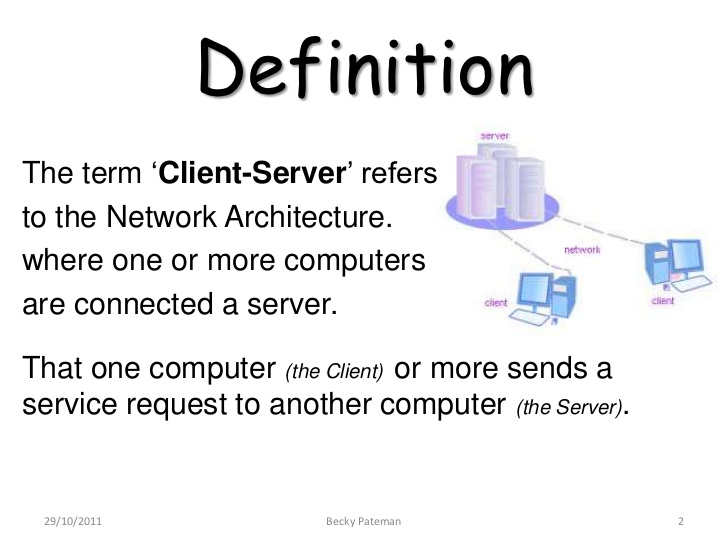 Definition
server
The term ‘Client-Server’ refers
to the Network Architecture.
where one or more computers
are connected a server.
network
client
client
That one computer (the Client) or more sends a
service request to another computer (the Server).
29/10/2011 Becky Pateman 2